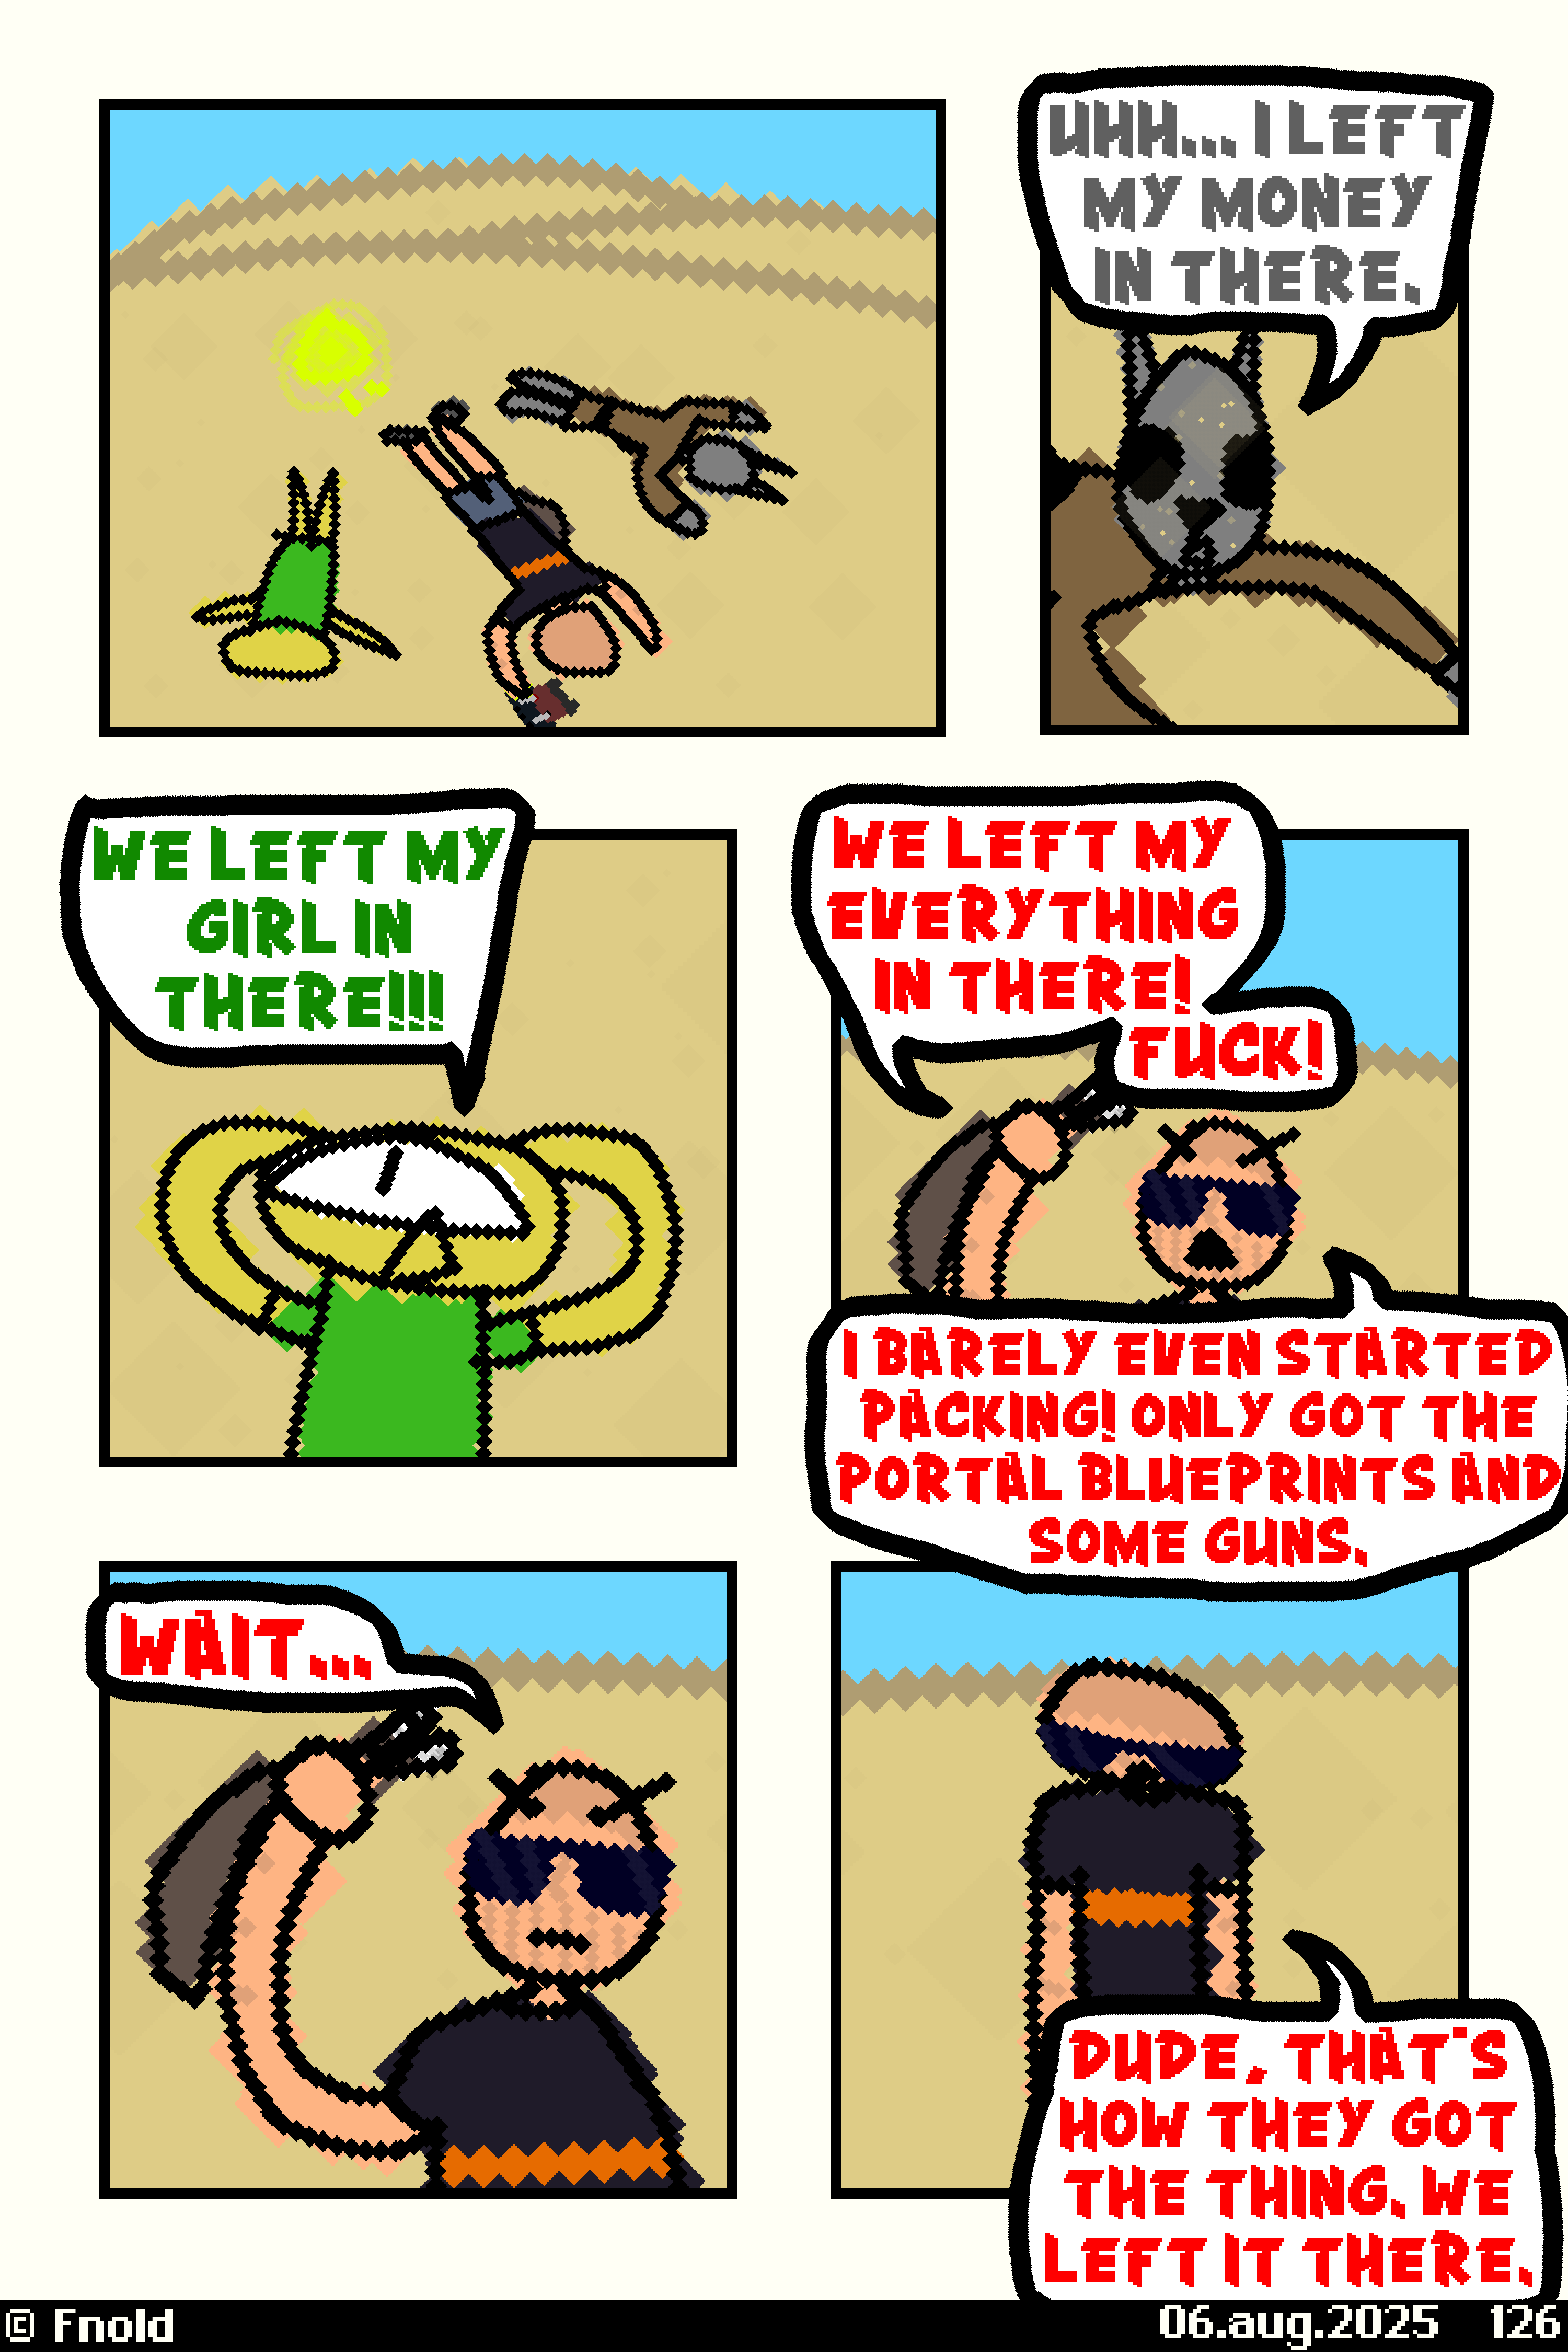 UHH... I LEFT
MY MONEY
IN THERE.
WE LEFT MY
GIRL IN
THERE!!!
WE LEFT MY
EVERYTHING
IN THERE!
FUCK!
I BARELY EVEN STARTED
PACKING! ONLY GOT THE
PORTAL BLUEPRINTS AND
SOME GUNS.
WAIT...
DUDE, THAT'S
HOW THEY GOT
THE THING. WE
LEFT IT THERE.
© Fnold
06.aug.2025 126